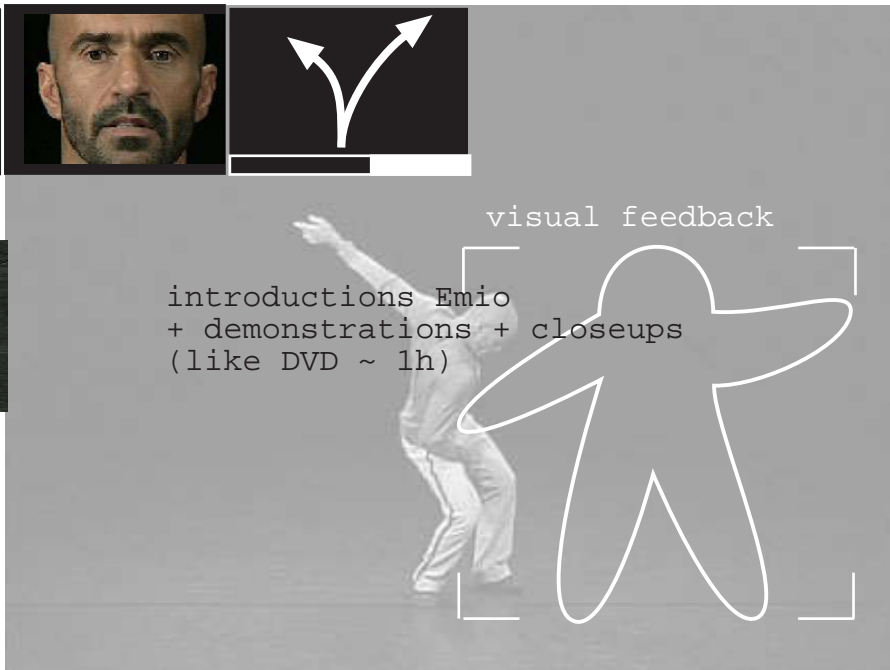 visual feedback
introductions Emio
+ demonstrations + closeups
(like DVD ~ 1h)